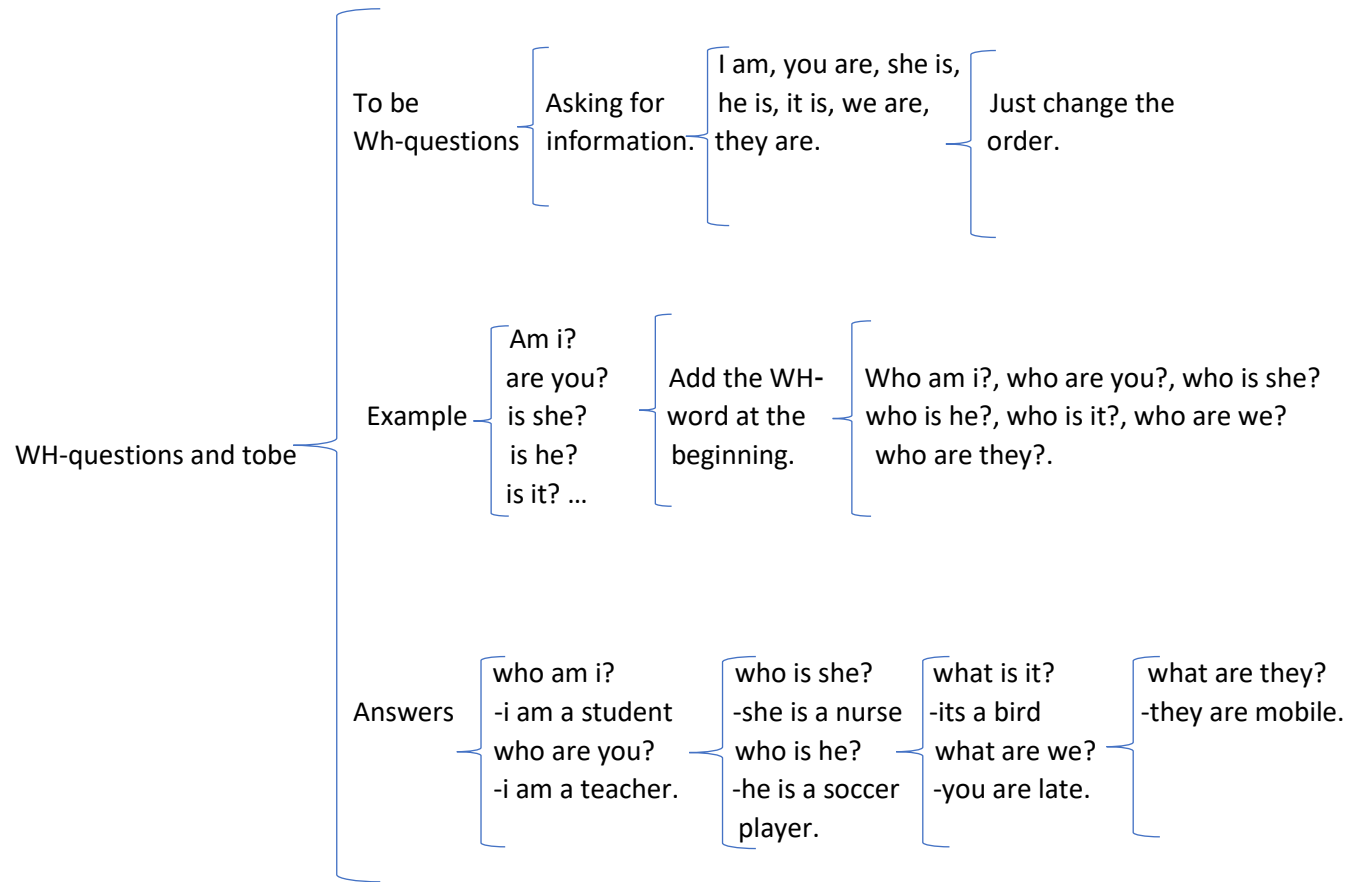 WH-questions and tobe
To be
Wh-questions
Asking for
information.
I am, you are, she is,
he is, it is, we are,
they are.
Just change the
order.
Example
Am i?
are you?
is she?
is he?
is it? ...
Add the WH-
word at the
beginning.
Who am i?, who are you?, who is she?
who is he?, who is it?, who are we?
who are they?.
Answers
who am i?
-i am a student
who are you?
-i am a teacher.
who is she?
-she is a nurse
who is he?
-he is a soccer
player.
what is it?
-its a bird
what are we?
-you are late.
what are they?
-they are mobile.